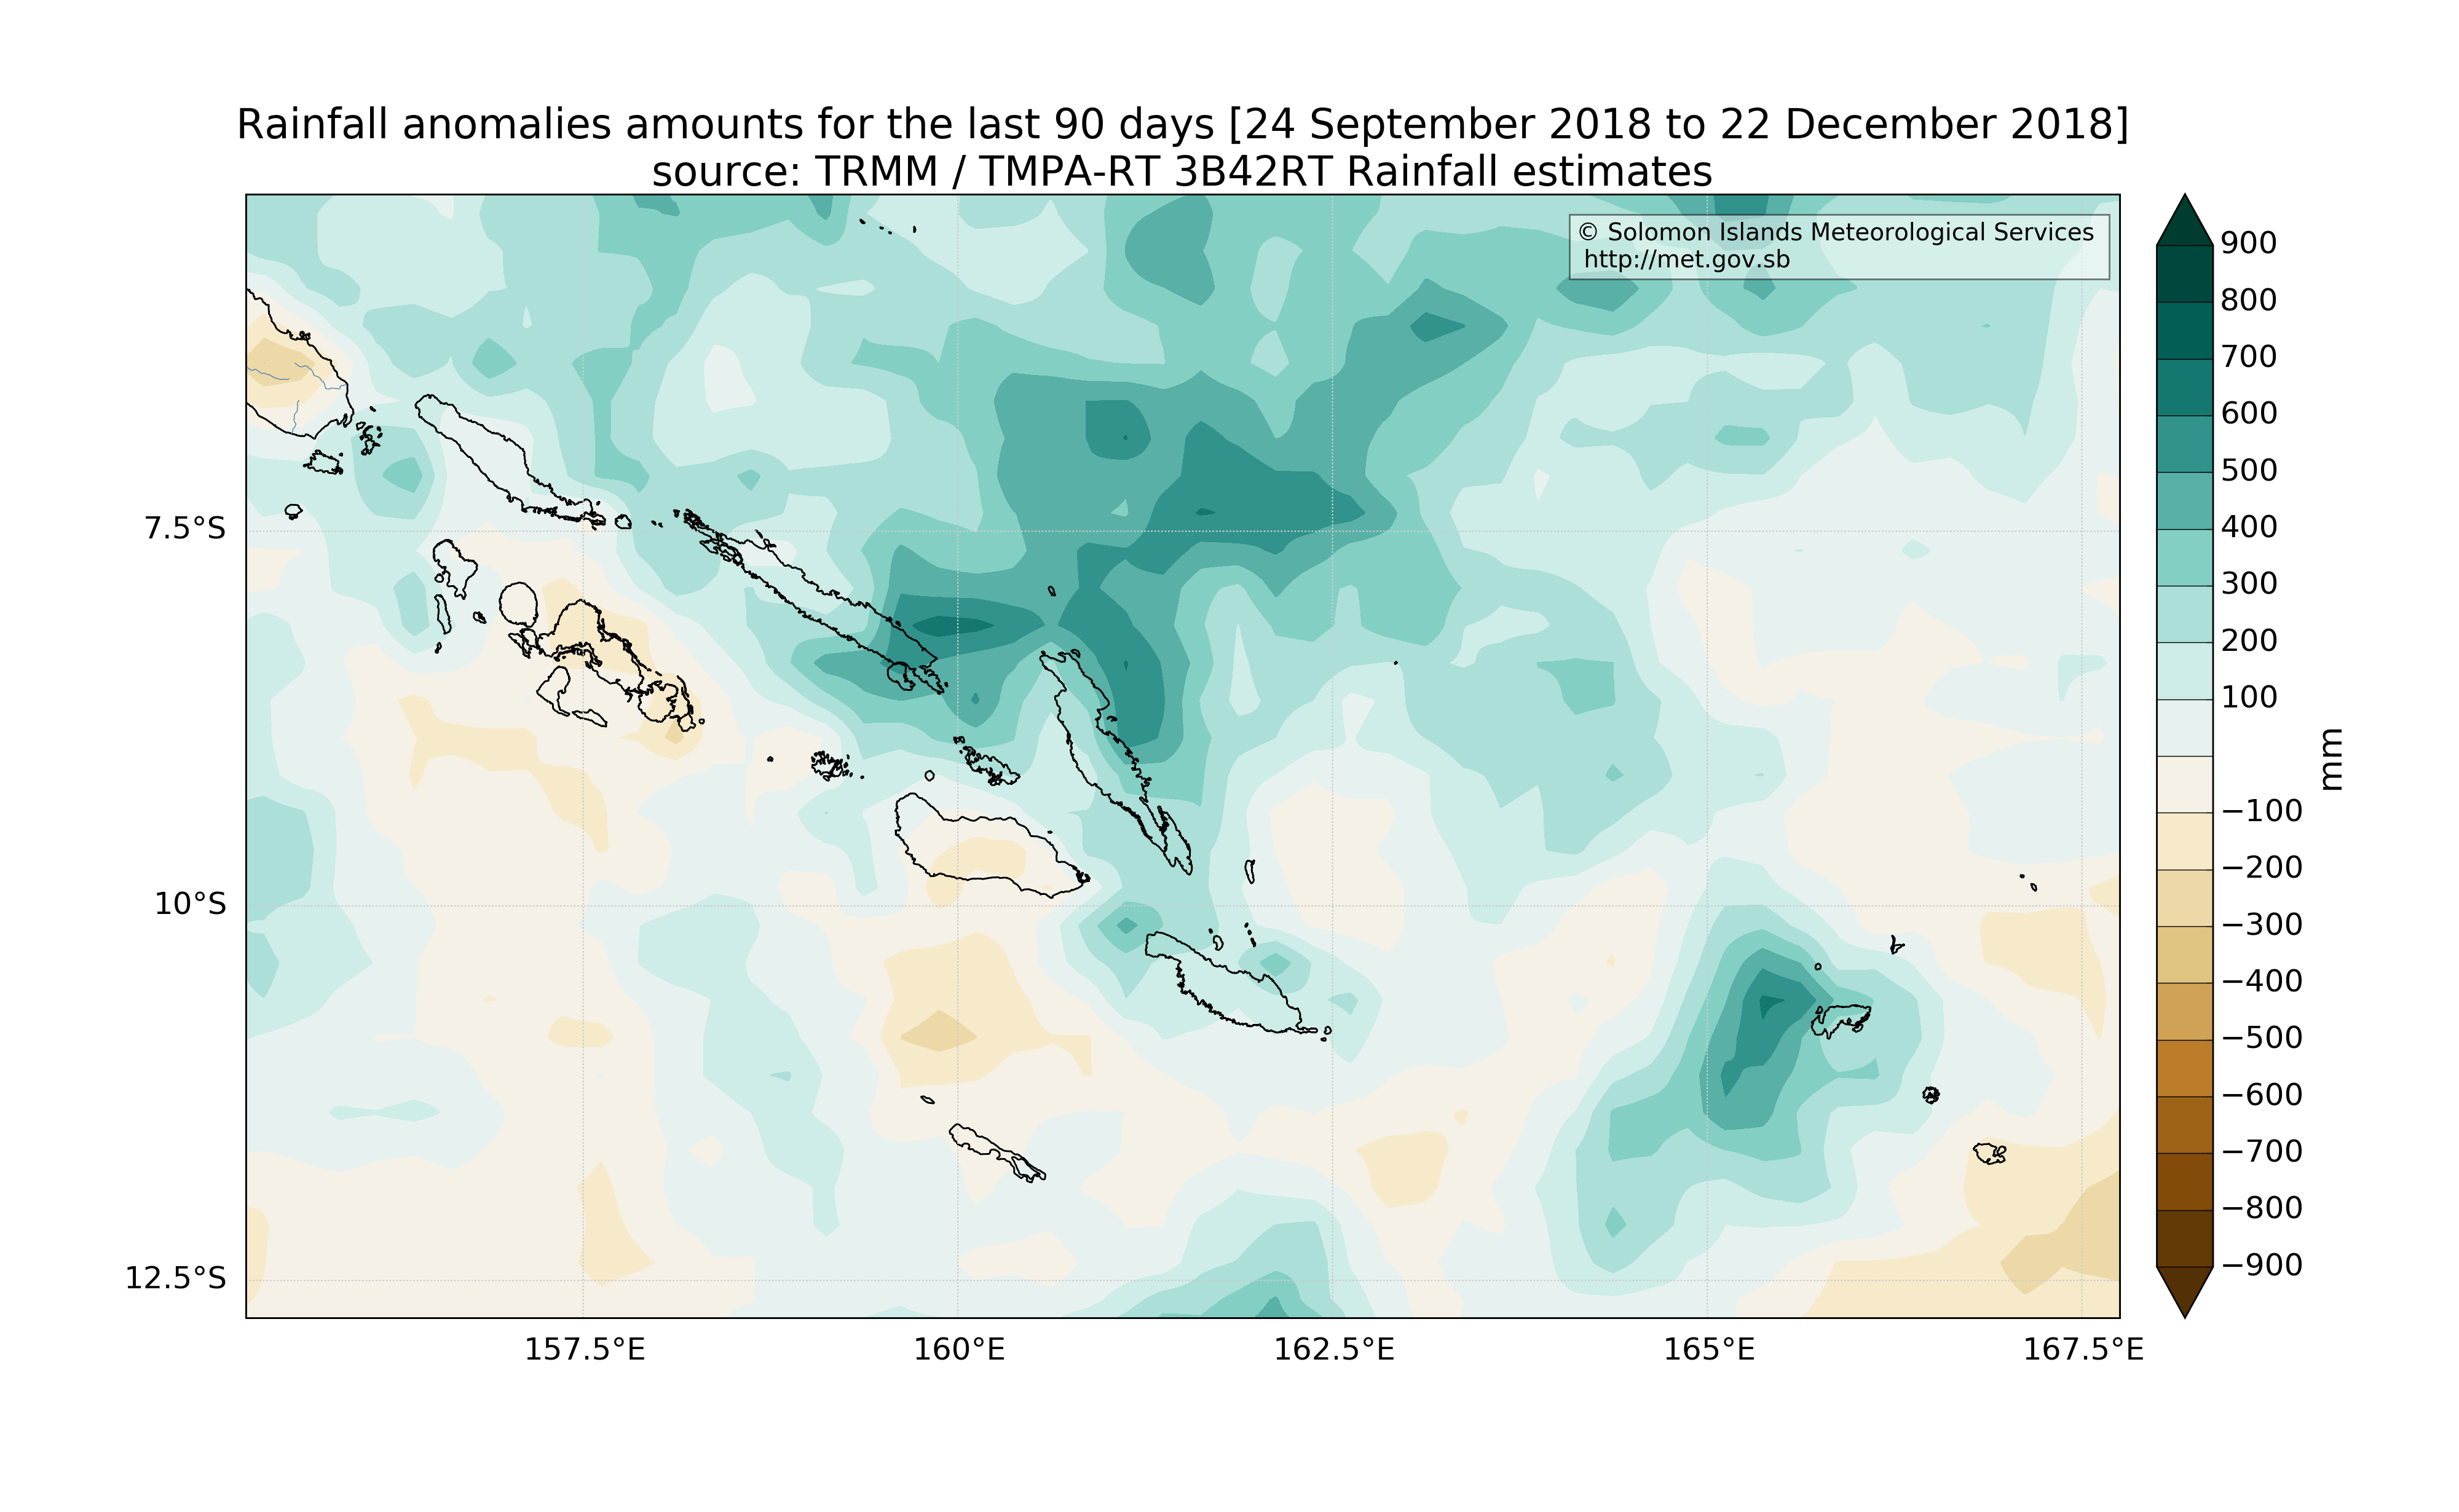 Rainfall anomalies amounts for the last 90 days [24 September 2018 to 22 December 2018]
source: TRMM / TMPA-RT 3B42RT Rainfall estimates
© Solomon Islands Meteorological Services
http://met.gov.sb
7.5°S
10°S
12.5°S
157.5°E
160°E
162.5°E
165°E
167.5°E
900
800
700
600
500
400
300
200
100
−100
−200
−300
−400
−500
−600
−700
−800
−900
mm